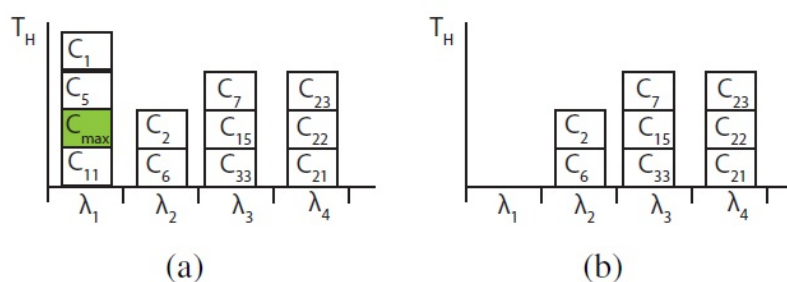 T_H
C_1
C_5 C_7 C_23
C_max C_2 C_15 C_22
C_11 C_6 C_33 C_21
λ_1 λ_2 λ_3 λ_4
(a)
T_H
C_7 C_23
C_2 C_15 C_22
C_6 C_33 C_21
λ_1 λ_2 λ_3 λ_4
(b)